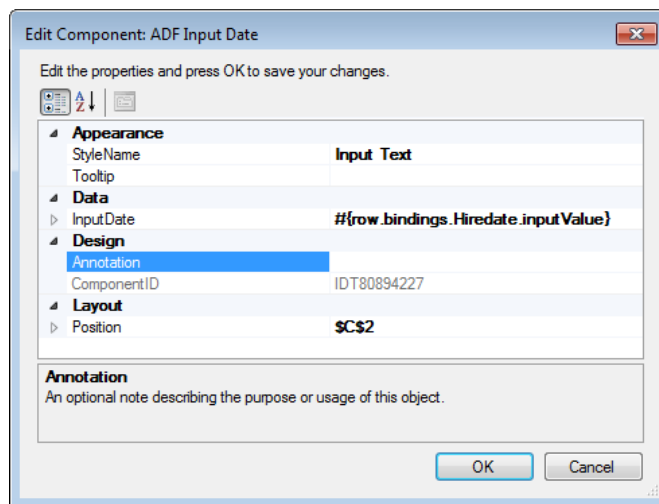 Edit Component: ADF Input Date
Edit the properties and press OK to save your changes.
Appearance
StyleName Input Text
Tooltip
Data
InputDate #{row.bindings.Hiredate.inputValue}
Design
Annotation
ComponentID IDT80894227
Layout
Position $C$2
Annotation
An optional note describing the purpose or usage of this object.
OK Cancel